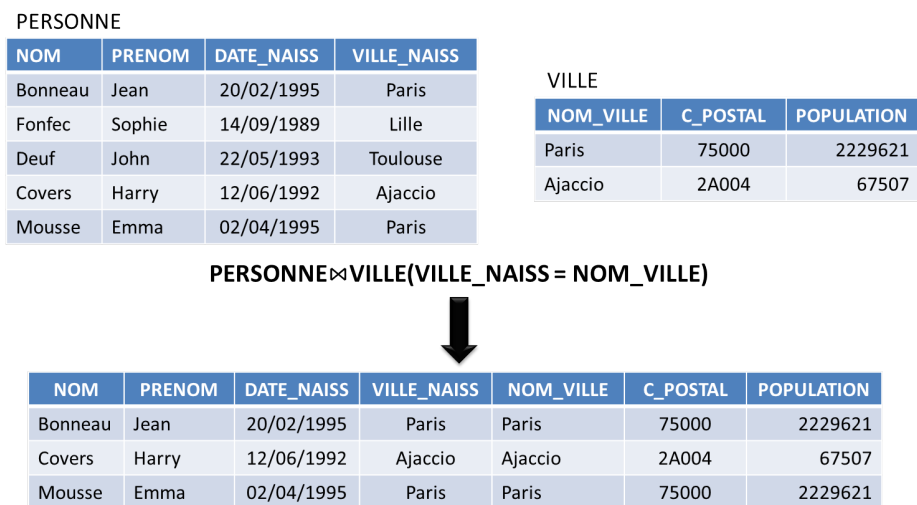 PERSONNE
NOM PRENOM DATE_NAISS VILLE_NAISS
Bonneau Jean 20/02/1995 Paris
Fonfec Sophie 14/09/1989 Lille
Deuf John 22/05/1993 Toulouse
Covers Harry 12/06/1992 Ajaccio
Mousse Emma 02/04/1995 Paris
VILLE
NOM_VILLE C_POSTAL POPULATION
Paris 75000 2229621
Ajaccio 2A004 67507
PERSONNE⋈VILLE(VILLE_NAISS = NOM_VILLE)
NOM PRENOM DATE_NAISS VILLE_NAISS NOM_VILLE C_POSTAL POPULATION
Bonneau Jean 20/02/1995 Paris Paris 75000 2229621
Covers Harry 12/06/1992 Ajaccio Ajaccio 2A004 67507
Mousse Emma 02/04/1995 Paris Paris 75000 2229621